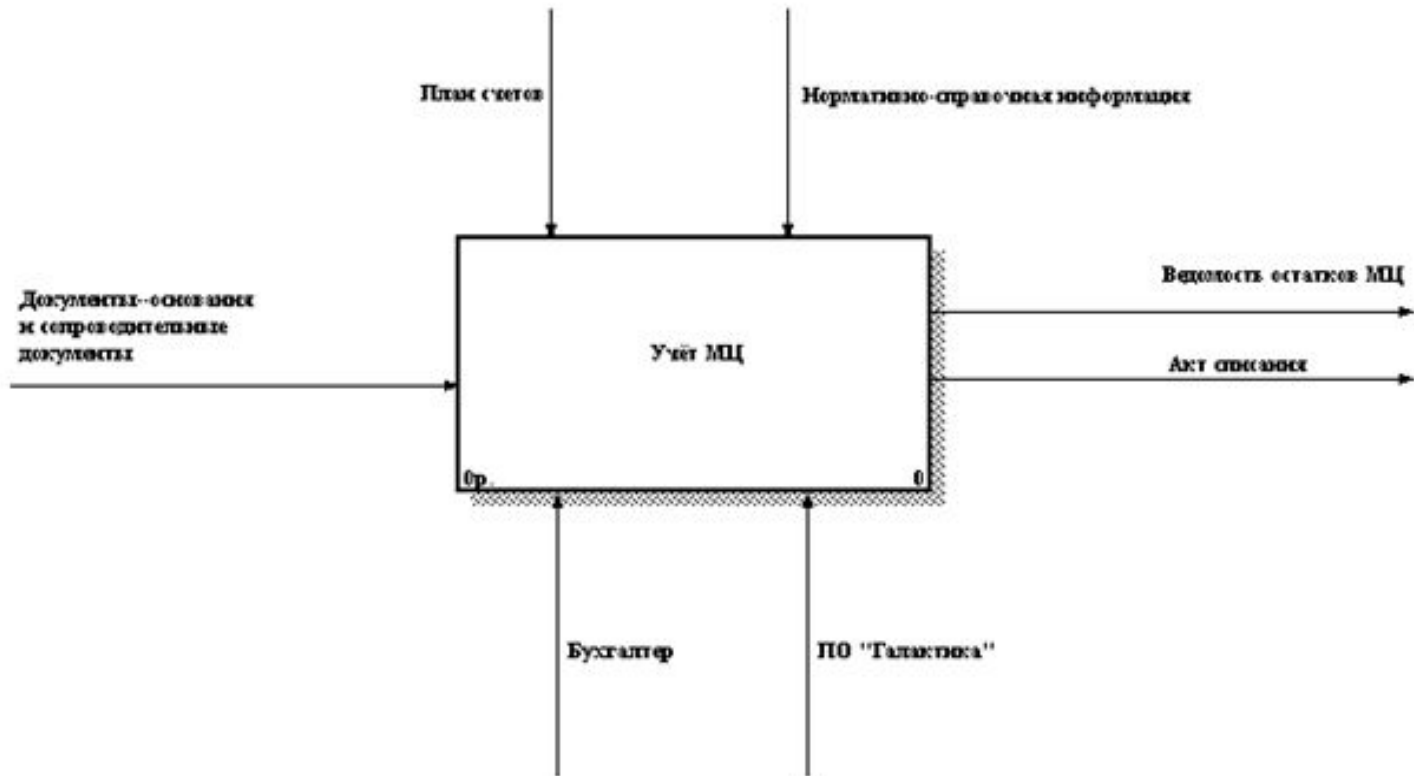 План счетов
Нормативно-справочная информация
Ведомость остатков МЦ
Документы--основания
и сопроводительные
документы
Учёт МЦ
Акт списания
0р.
0
Бухгалтер
ПО "Галактика"